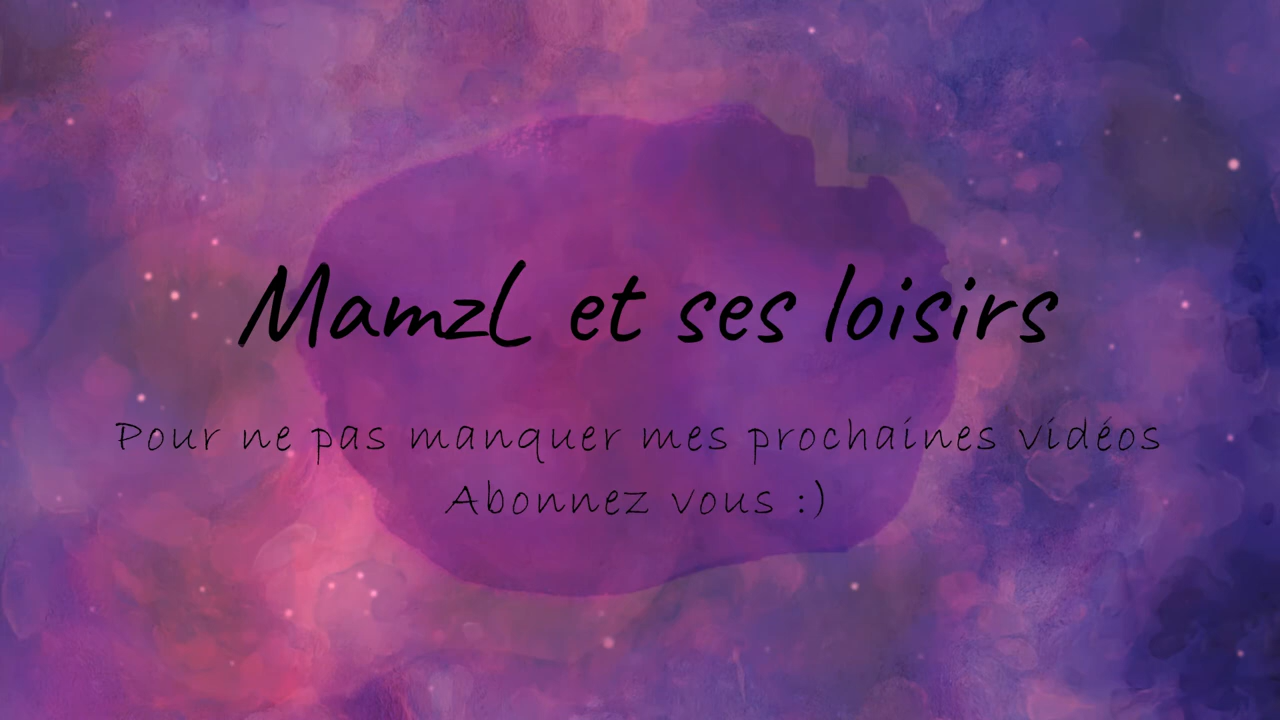 MamzL et ses loisirs
Pour ne pas manquer mes prochaines vidéos
Abonnez vous :)